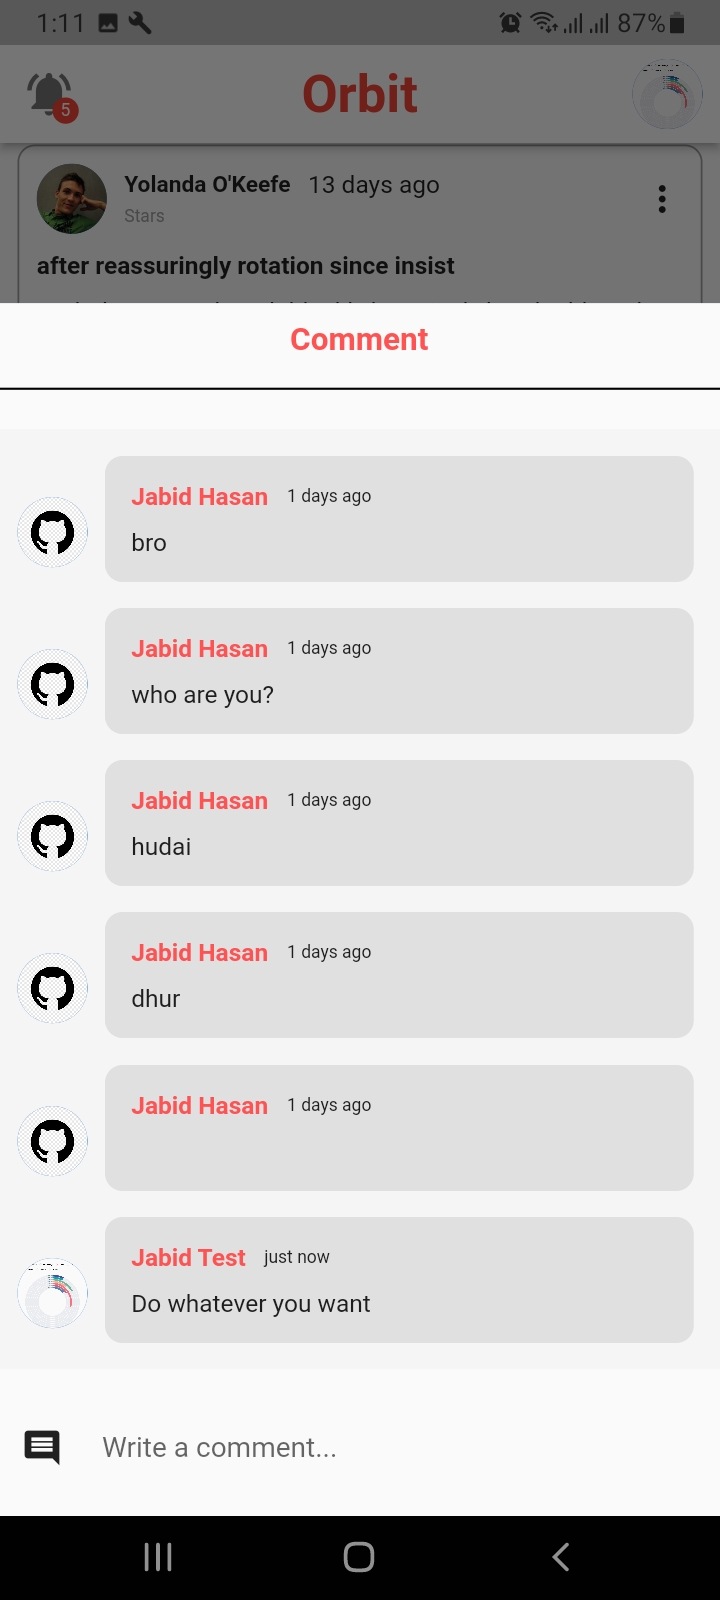 1:11 87%
5
Orbit
Yolanda O'Keefe 13 days ago
Stars
after reassuringly rotation since insist
Comment
Jabid Hasan 1 days ago
bro
Jabid Hasan 1 days ago
who are you?
Jabid Hasan 1 days ago
hudai
Jabid Hasan 1 days ago
dhur
Jabid Hasan 1 days ago
Jabid Test just now
Do whatever you want
Write a comment...